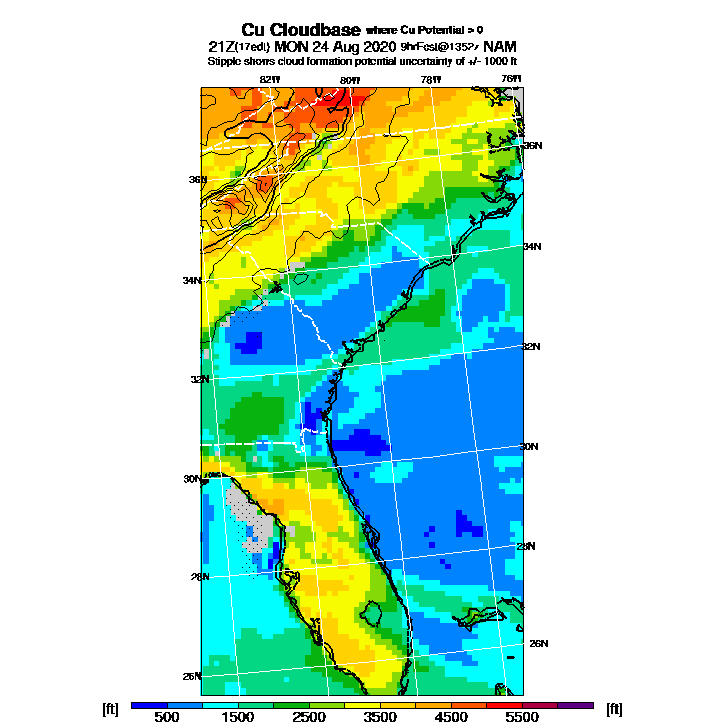 Cu Cloudbase where Cu Potential > 0
21Z(17edt) MON 24 Aug 2020 9hrFcst@1352z NAM
Stipple shows cloud formation potential uncertainty of +/- 1000 ft
82W 80W 78W 76W
36N
36N
34N
34N
32N
32N
30N
30N
28N
28N
26N
26N
[ft] 500 1500 2500 3500 4500 5500 [ft]